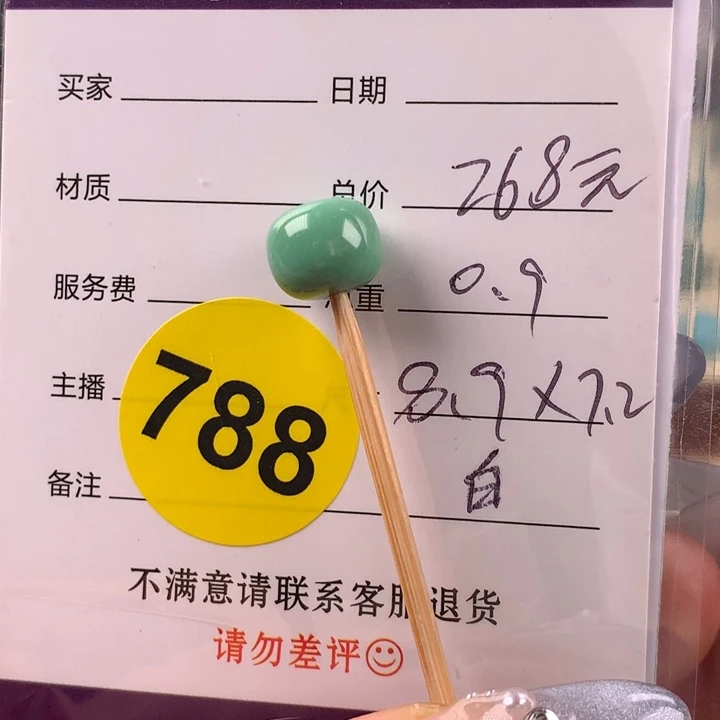 买家 日期
材质 总价 268元
服务费 重 0.9
主播 8.9×7.2
788
备注 白
不满意请联系客服退货
请勿差评